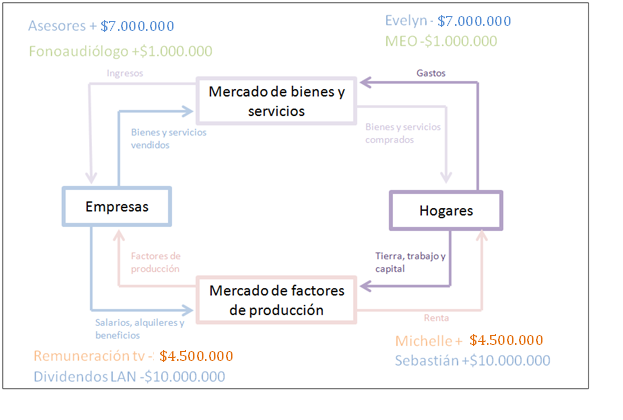 Asesores + $7.000.000
Evelyn - $7.000.000
Fonoaudiólogo +$1.000.000
MEO -$1.000.000
Ingresos
Gastos
Mercado de bienes y
servicios
Bienes y servicios
vendidos
Bienes y servicios
comprados
Empresas
Hogares
Factores de
producción
Tierra, trabajo y
capital
Mercado de factores
de producción
Salarios, alquileres y
beneficios
Renta
Remuneración tv - $4.500.000
Dividendos LAN -$10.000.000
Michelle + $4.500.000
Sebastián +$10.000.000